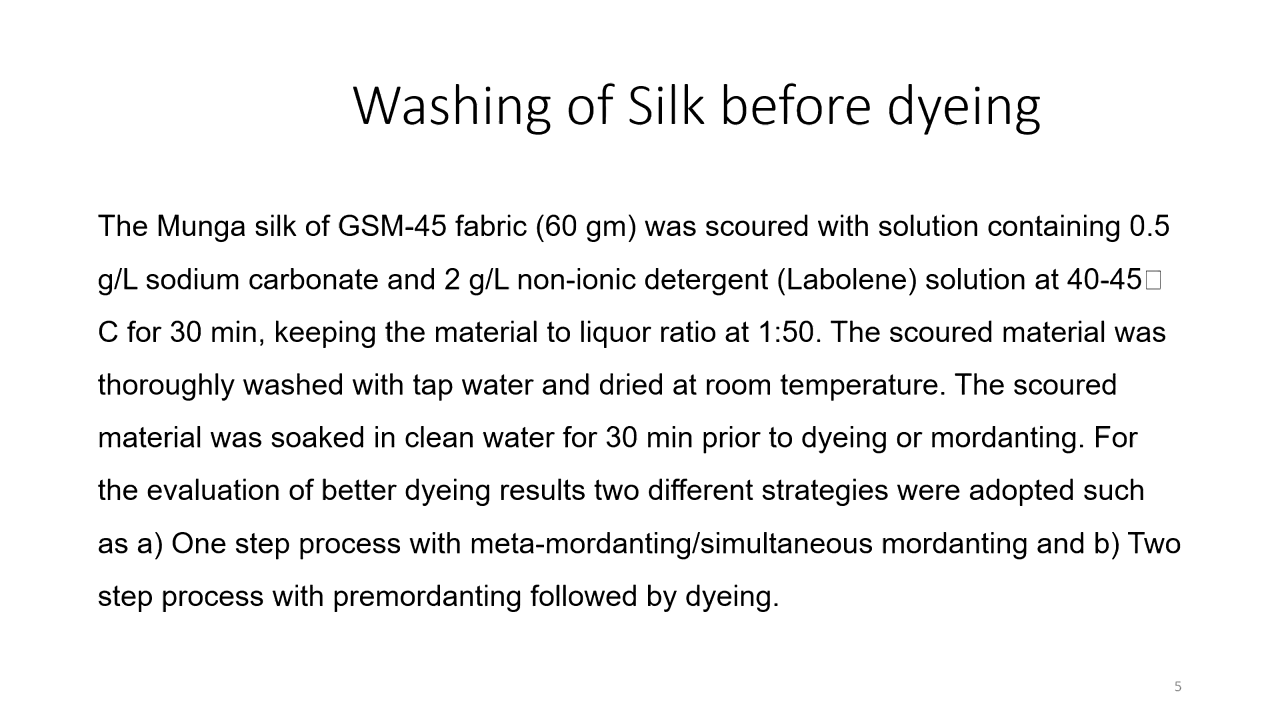 Washing of Silk before dyeing
The Munga silk of GSM-45 fabric (60 gm) was scoured with solution containing 0.5
g/L sodium carbonate and 2 g/L non-ionic detergent (Labolene) solution at 40-45□
C for 30 min, keeping the material to liquor ratio at 1:50. The scoured material was
thoroughly washed with tap water and dried at room temperature. The scoured
material was soaked in clean water for 30 min prior to dyeing or mordanting. For
the evaluation of better dyeing results two different strategies were adopted such
as a) One step process with meta-mordanting/simultaneous mordanting and b) Two
step process with premordanting followed by dyeing.
5